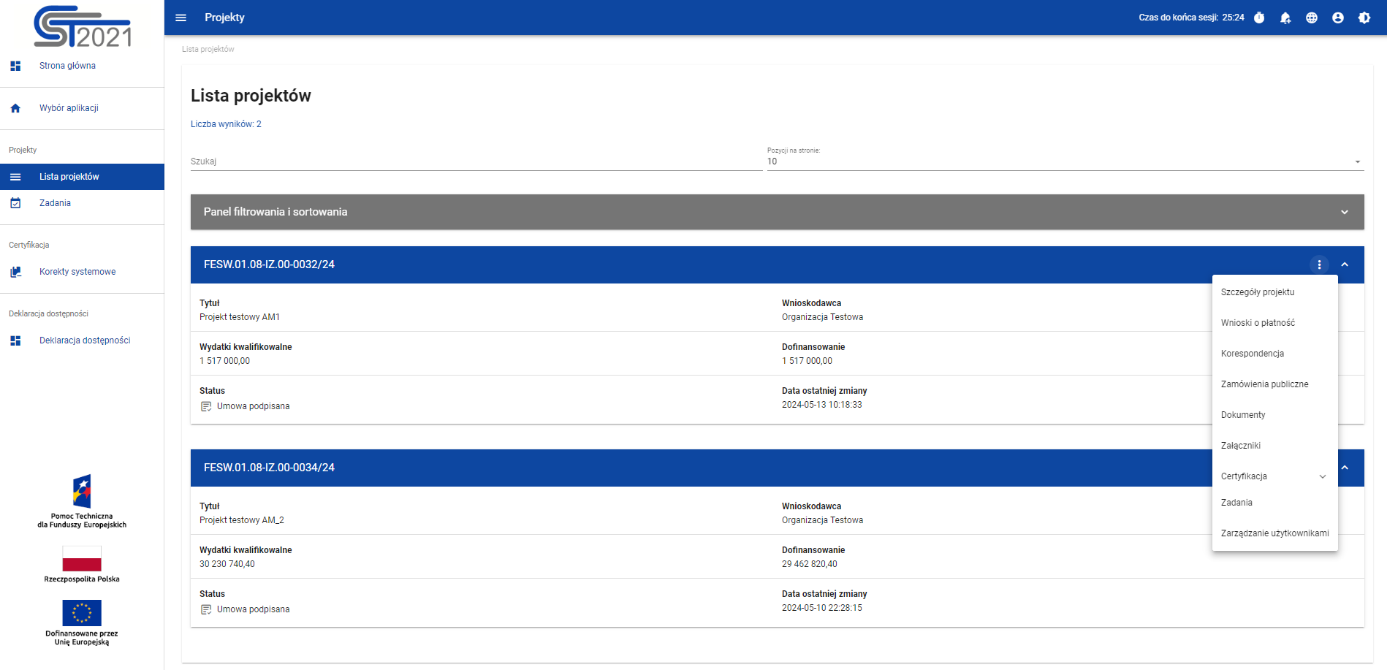 CST2021
Projekty
Czas do końca sesji: 25:24
Strona główna
Wybór aplikacji
Projekty
Lista projektów
Zadania
Certyfikacja
Korekty systemowe
Deklaracja dostępności
Deklaracja dostępności
Pomoc Techniczna
dla Funduszy Europejskich
Rzeczpospolita Polska
Dofinansowane przez
Unię Europejską
Lista projektów
Lista projektów
Liczba wyników: 2
Szukaj
Pozycji na stronie:
10
Panel filtrowania i sortowania
FESW.01.08-IZ.00-0032/24
Tytuł
Projekt testowy AM1
Wnioskodawca
Organizacja Testowa
Wydatki kwalifikowalne
1 517 000,00
Dofinansowanie
1 517 000,00
Status
Umowa podpisana
Data ostatniej zmiany
2024-05-13 10:18:33
Szczegóły projektu
Wnioski o płatność
Korespondencja
Zamówienia publiczne
Dokumenty
Załączniki
Certyfikacja
Zadania
Zarządzanie użytkownikami
FESW.01.08-IZ.00-0034/24
Tytuł
Projekt testowy AM_2
Wnioskodawca
Organizacja Testowa
Wydatki kwalifikowalne
30 230 740,40
Dofinansowanie
29 462 820,40
Status
Umowa podpisana
Data ostatniej zmiany
2024-05-10 22:28:15